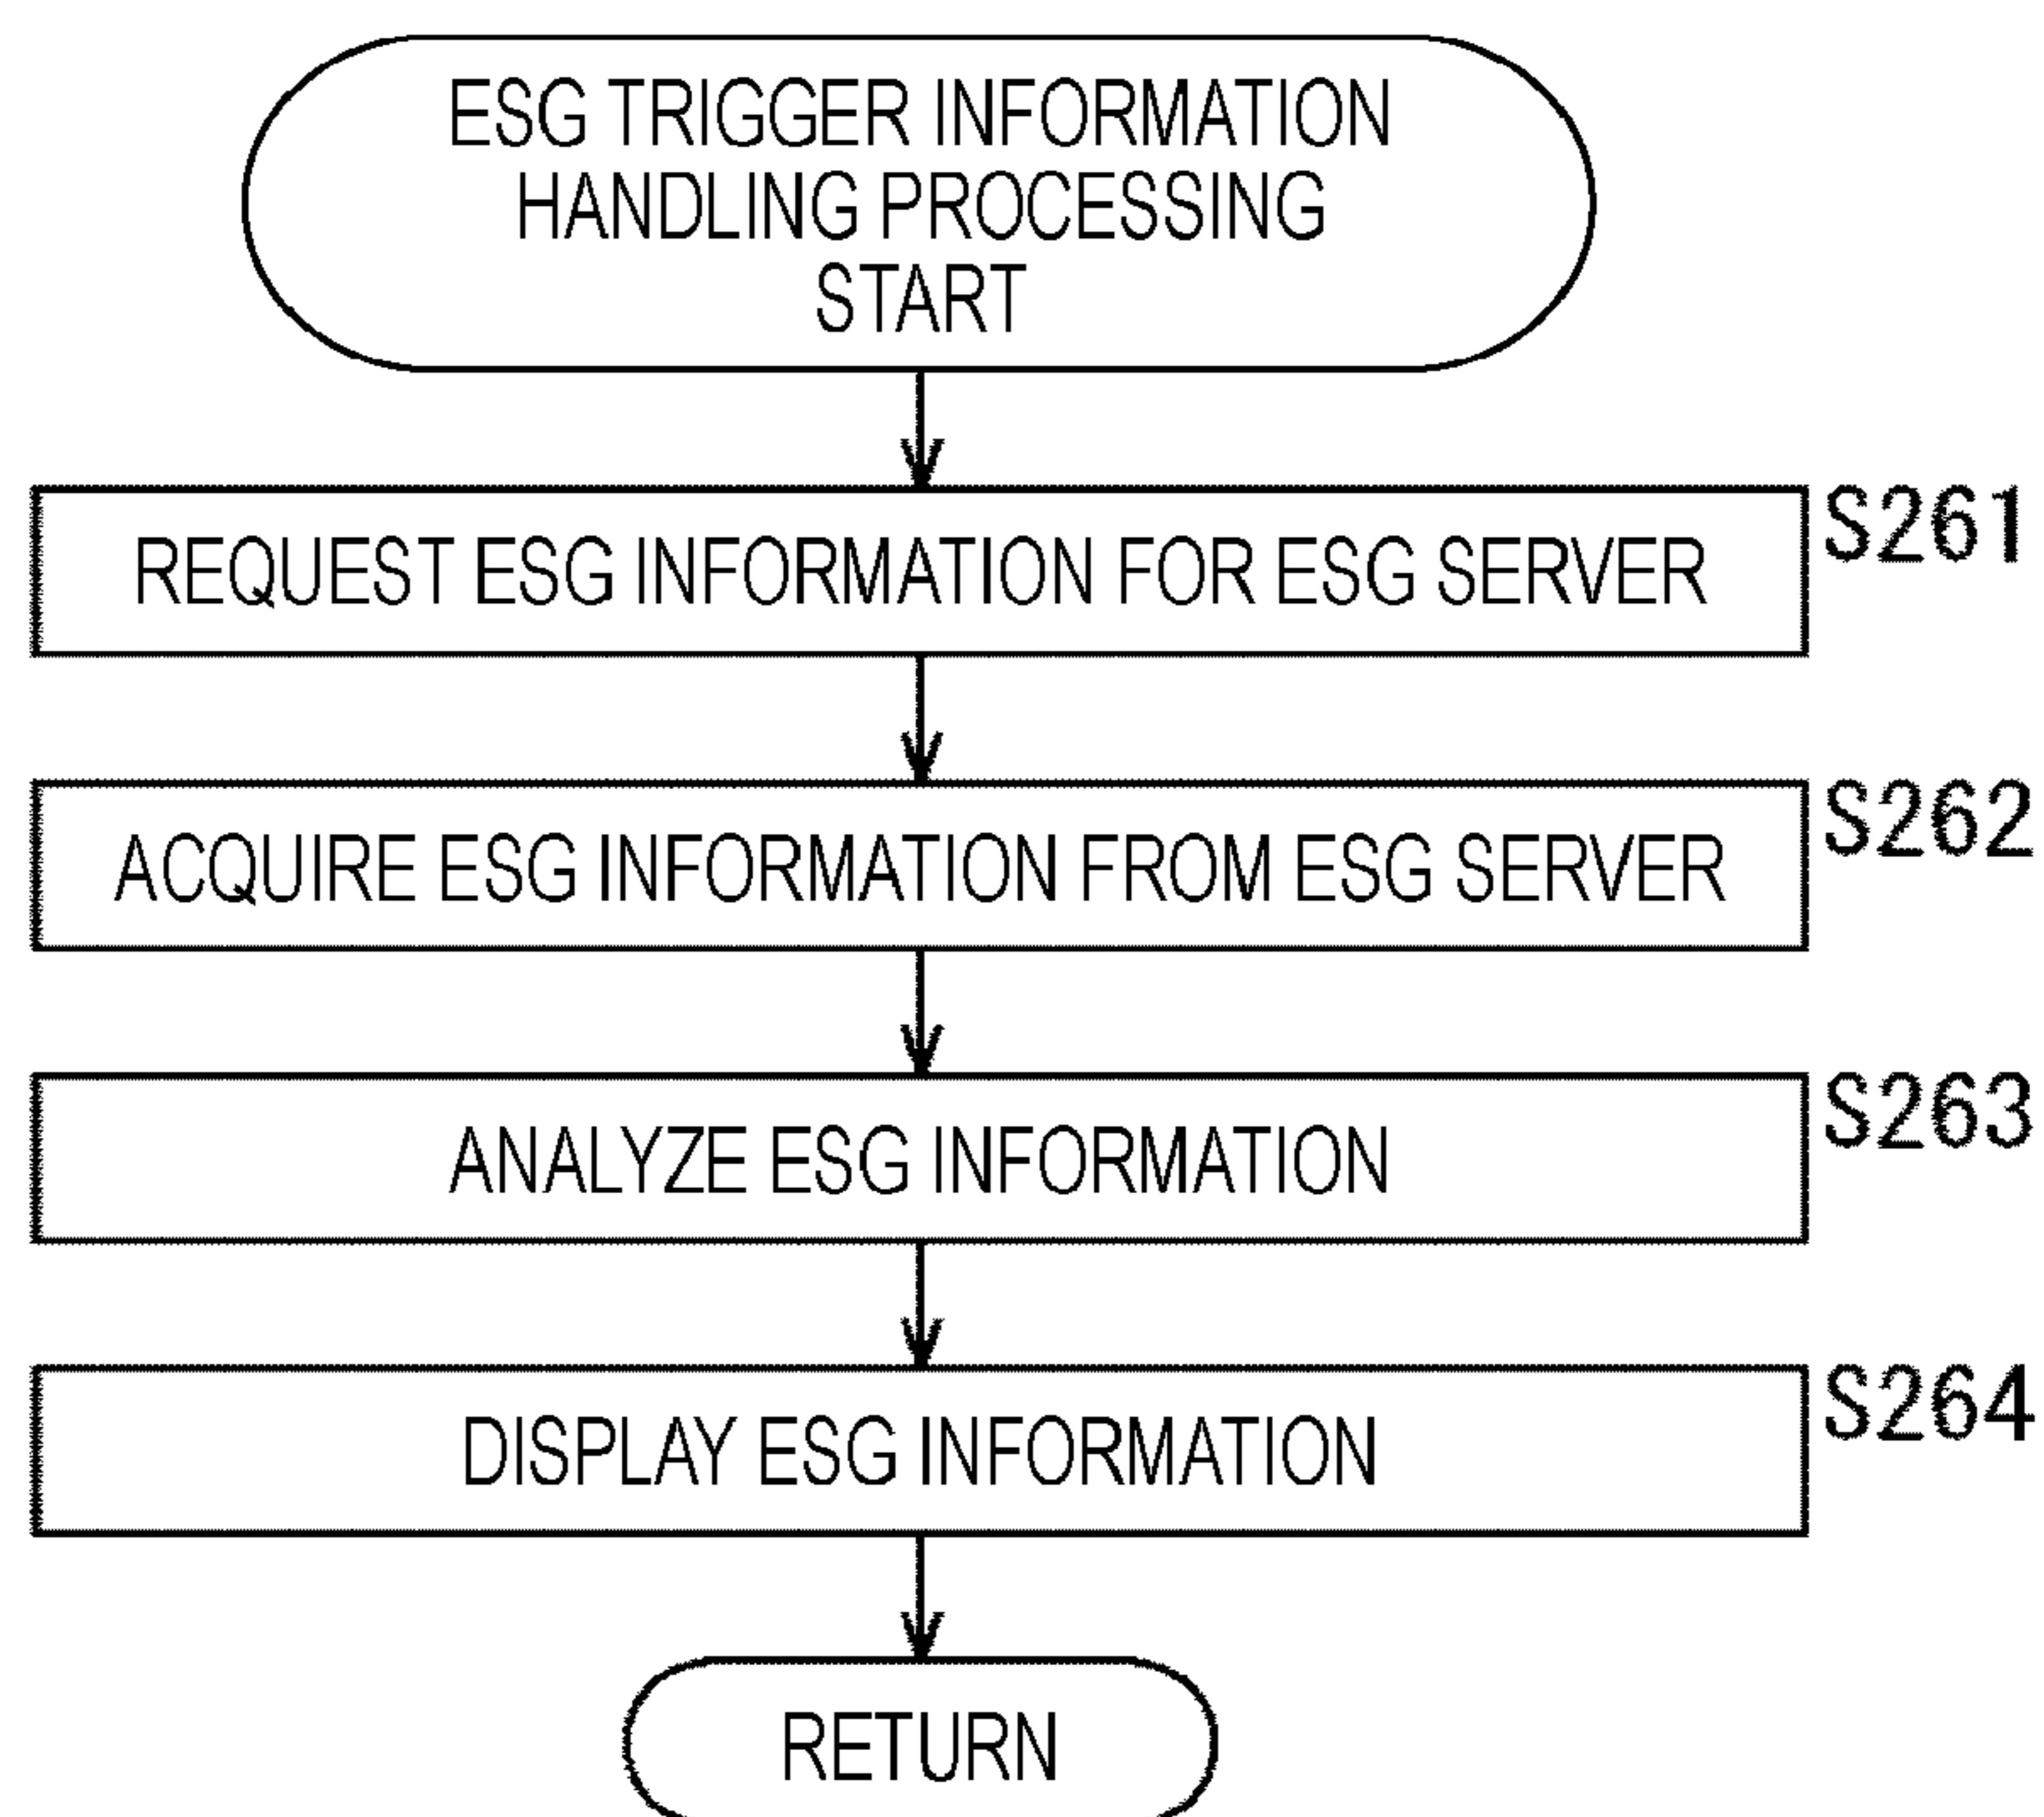 ESG TRIGGER INFORMATION
HANDLING PROCESSING
START
REQUEST ESG INFORMATION FOR ESG SERVER
S261
ACQUIRE ESG INFORMATION FROM ESG SERVER
S262
ANALYZE ESG INFORMATION
S263
DISPLAY ESG INFORMATION
S264
RETURN